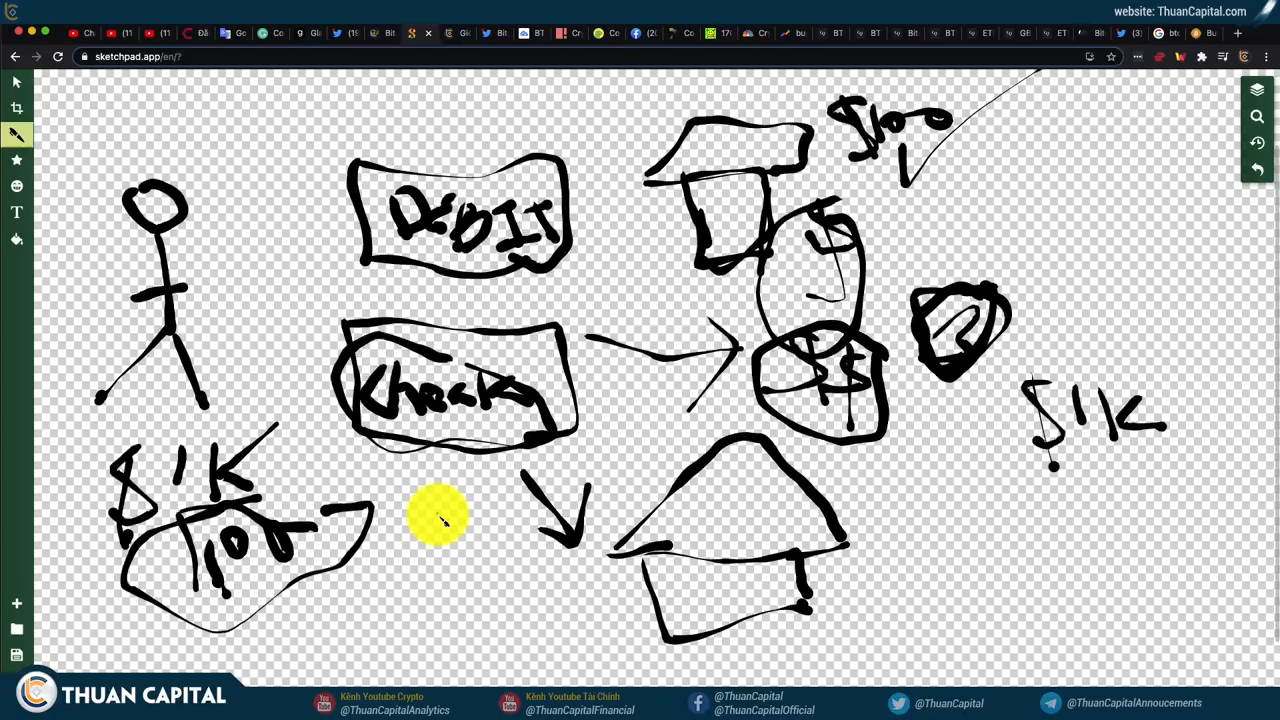 website: ThuanCapital.com
sketchpad.app/en/?
$100
DEBIT
$
Check
$$
$1K
$1K
100
THUAN CAPITAL
Kênh Youtube Crypto
@ThuanCapitalAnalytics
Kênh Youtube Tài Chính
@ThuanCapitalFinancial
@ThuanCapital
@ThuanCapitalOfficial
@ThuanCapital
@ThuanCapitalAnnoucements